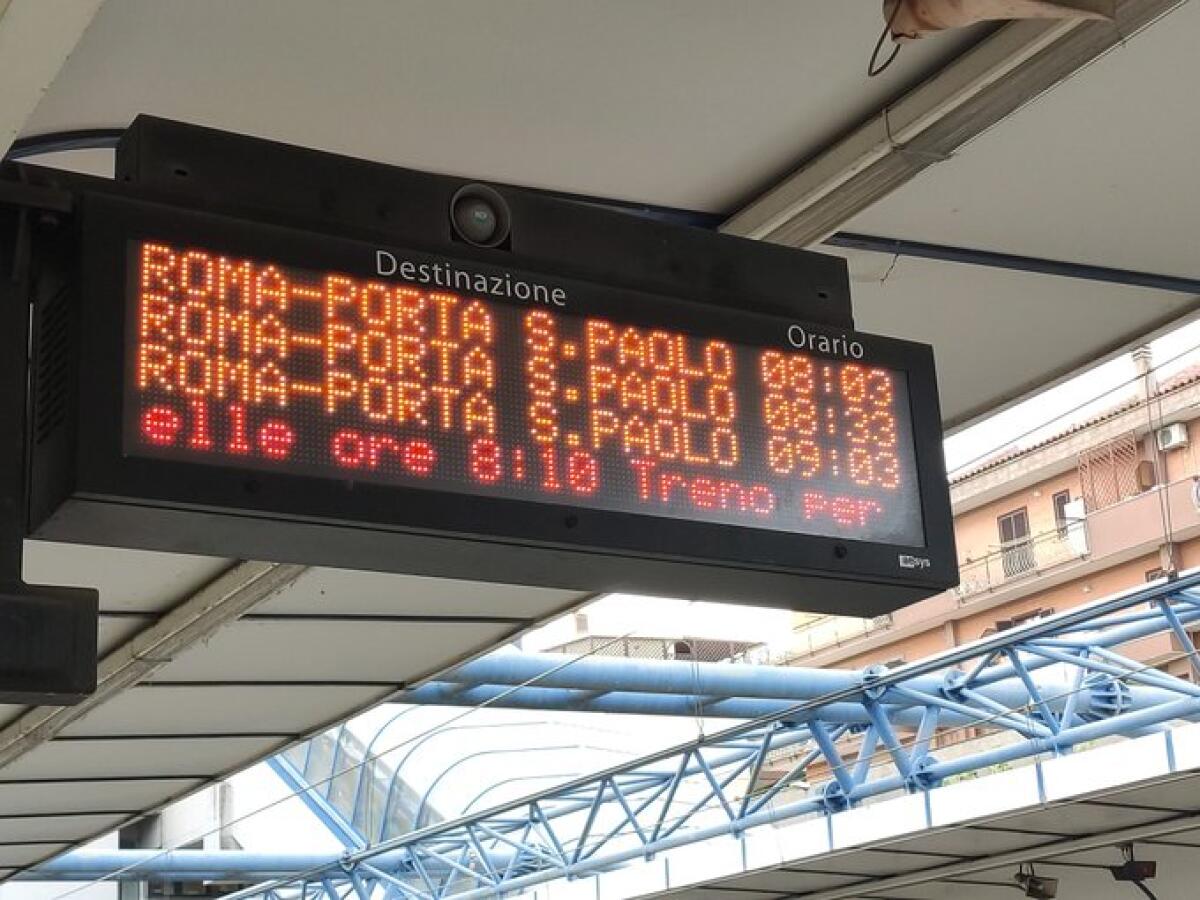 Destinazione
Orario
ROMA-PORTA S.PAOLO 08:03
ROMA-PORTA S.PAOLO 08:33
ROMA-PORTA S.PAOLO 09:03
elle ore 8:10 Treno per